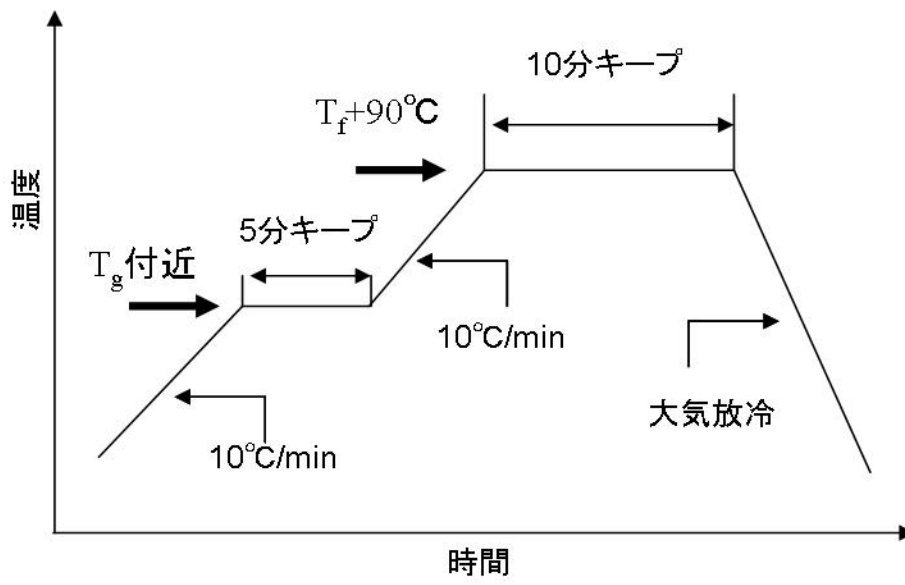 10分キープ
Tf+90℃
5分キープ
Tg付近
10℃/min
10℃/min
大気放冷
温度
時間